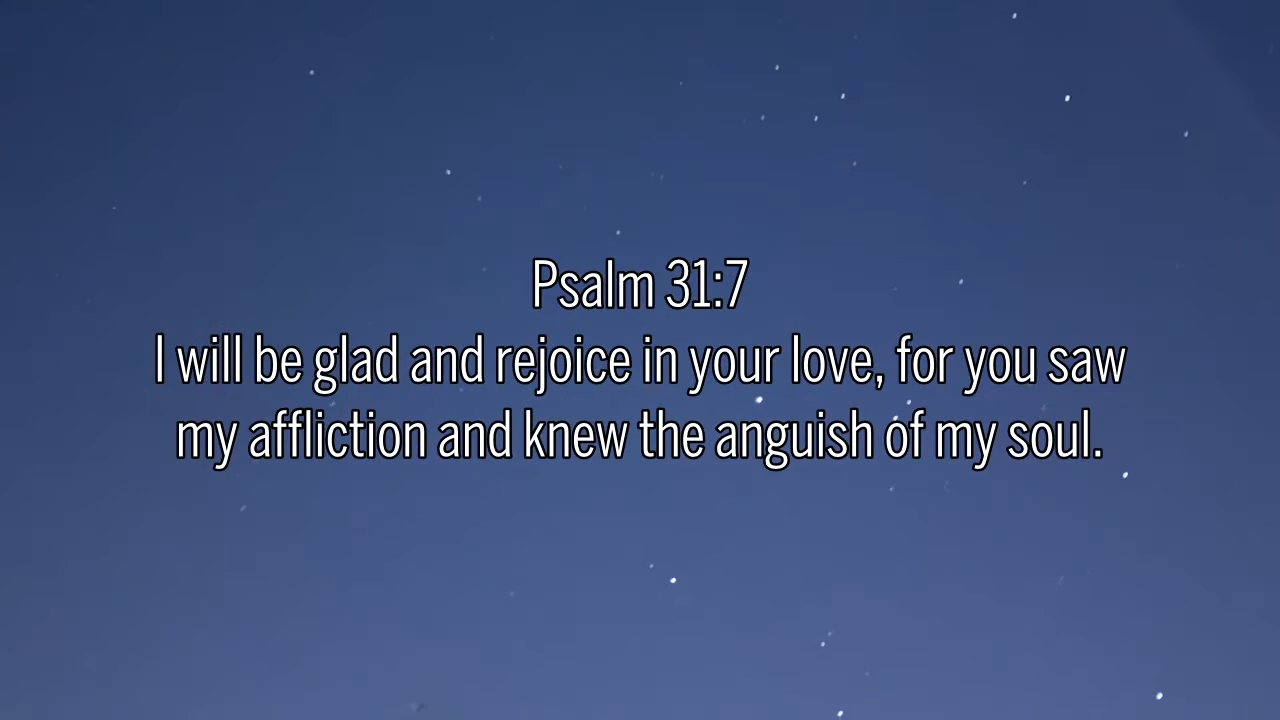 Psalm 31:7
I will be glad and rejoice in your love, for you saw
my affliction and knew the anguish of my soul.